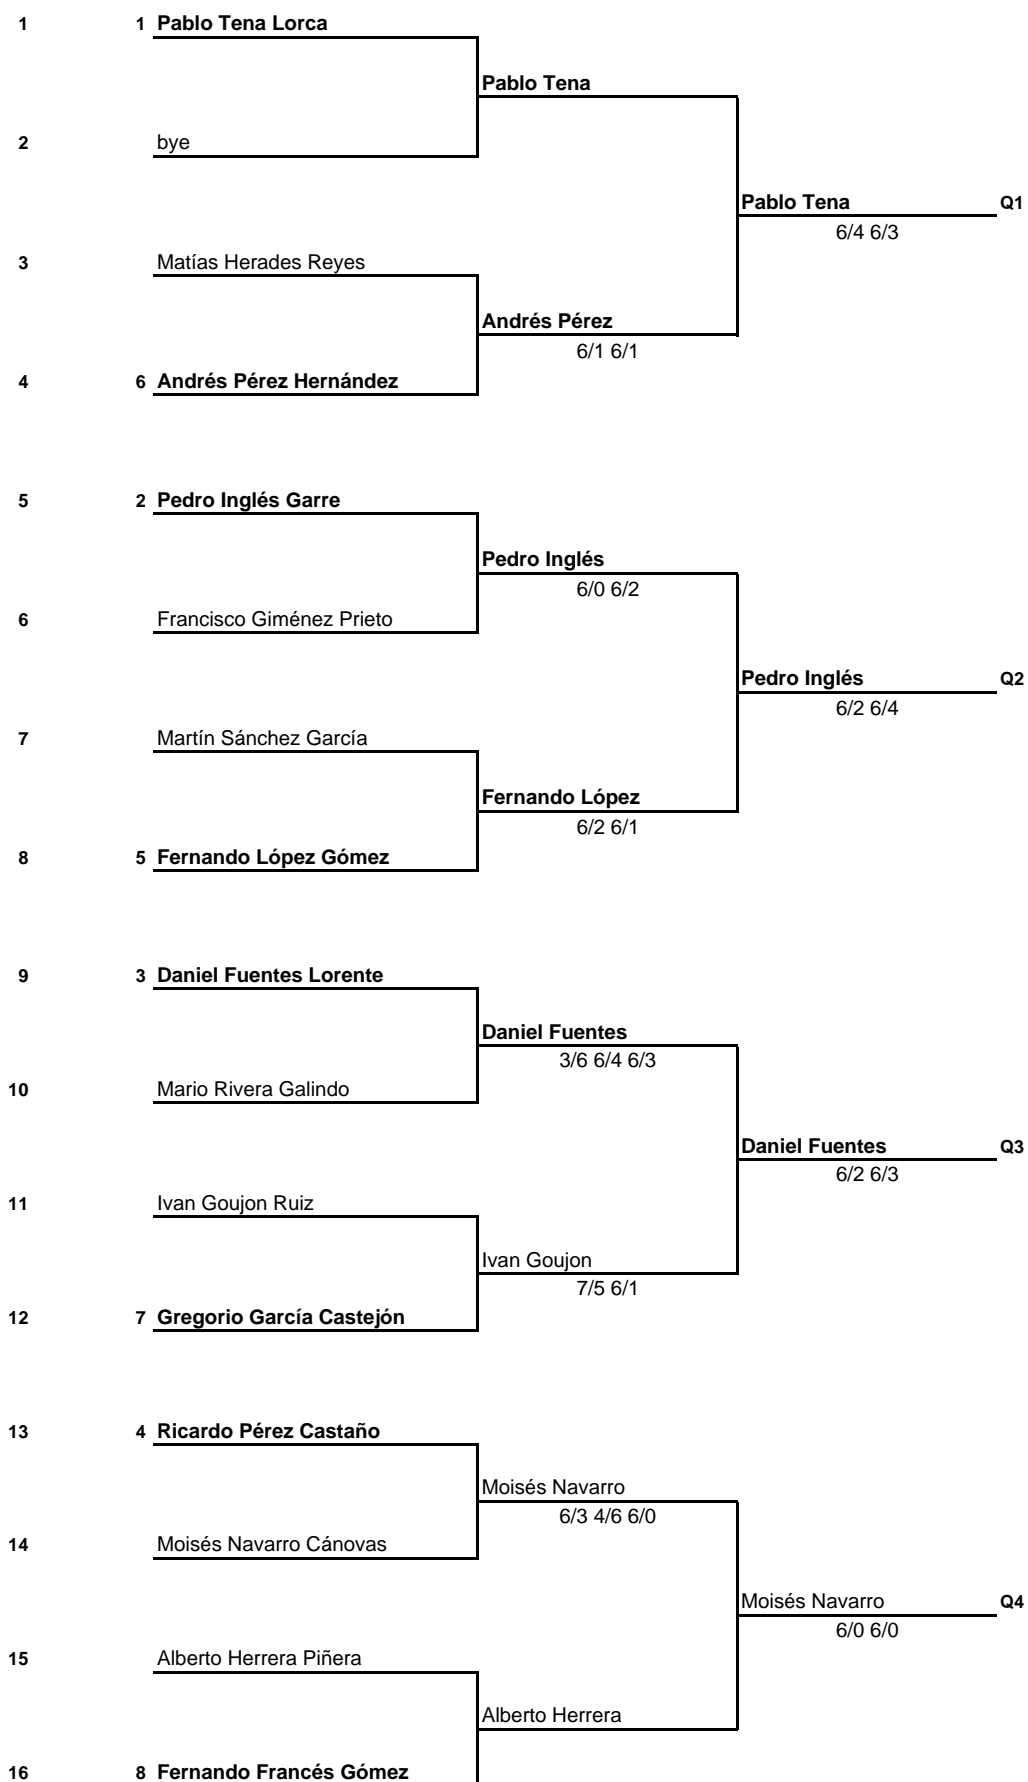 1 1 Pablo Tena Lorca
Pablo Tena
2 bye
Pablo Tena Q1
6/4 6/3
3 Matías Herades Reyes
Andrés Pérez
6/1 6/1
4 6 Andrés Pérez Hernández
5 2 Pedro Inglés Garre
Pedro Inglés
6/0 6/2
6 Francisco Giménez Prieto
Pedro Inglés Q2
6/2 6/4
7 Martín Sánchez García
Fernando López
6/2 6/1
8 5 Fernando López Gómez
9 3 Daniel Fuentes Lorente
Daniel Fuentes
3/6 6/4 6/3
10 Mario Rivera Galindo
Daniel Fuentes Q3
6/2 6/3
11 Ivan Goujon Ruiz
Ivan Goujon
7/5 6/1
12 7 Gregorio García Castejón
13 4 Ricardo Pérez Castaño
Moisés Navarro
6/3 4/6 6/0
14 Moisés Navarro Cánovas
Moisés Navarro Q4
6/0 6/0
15 Alberto Herrera Piñera
Alberto Herrera
16 8 Fernando Francés Gómez